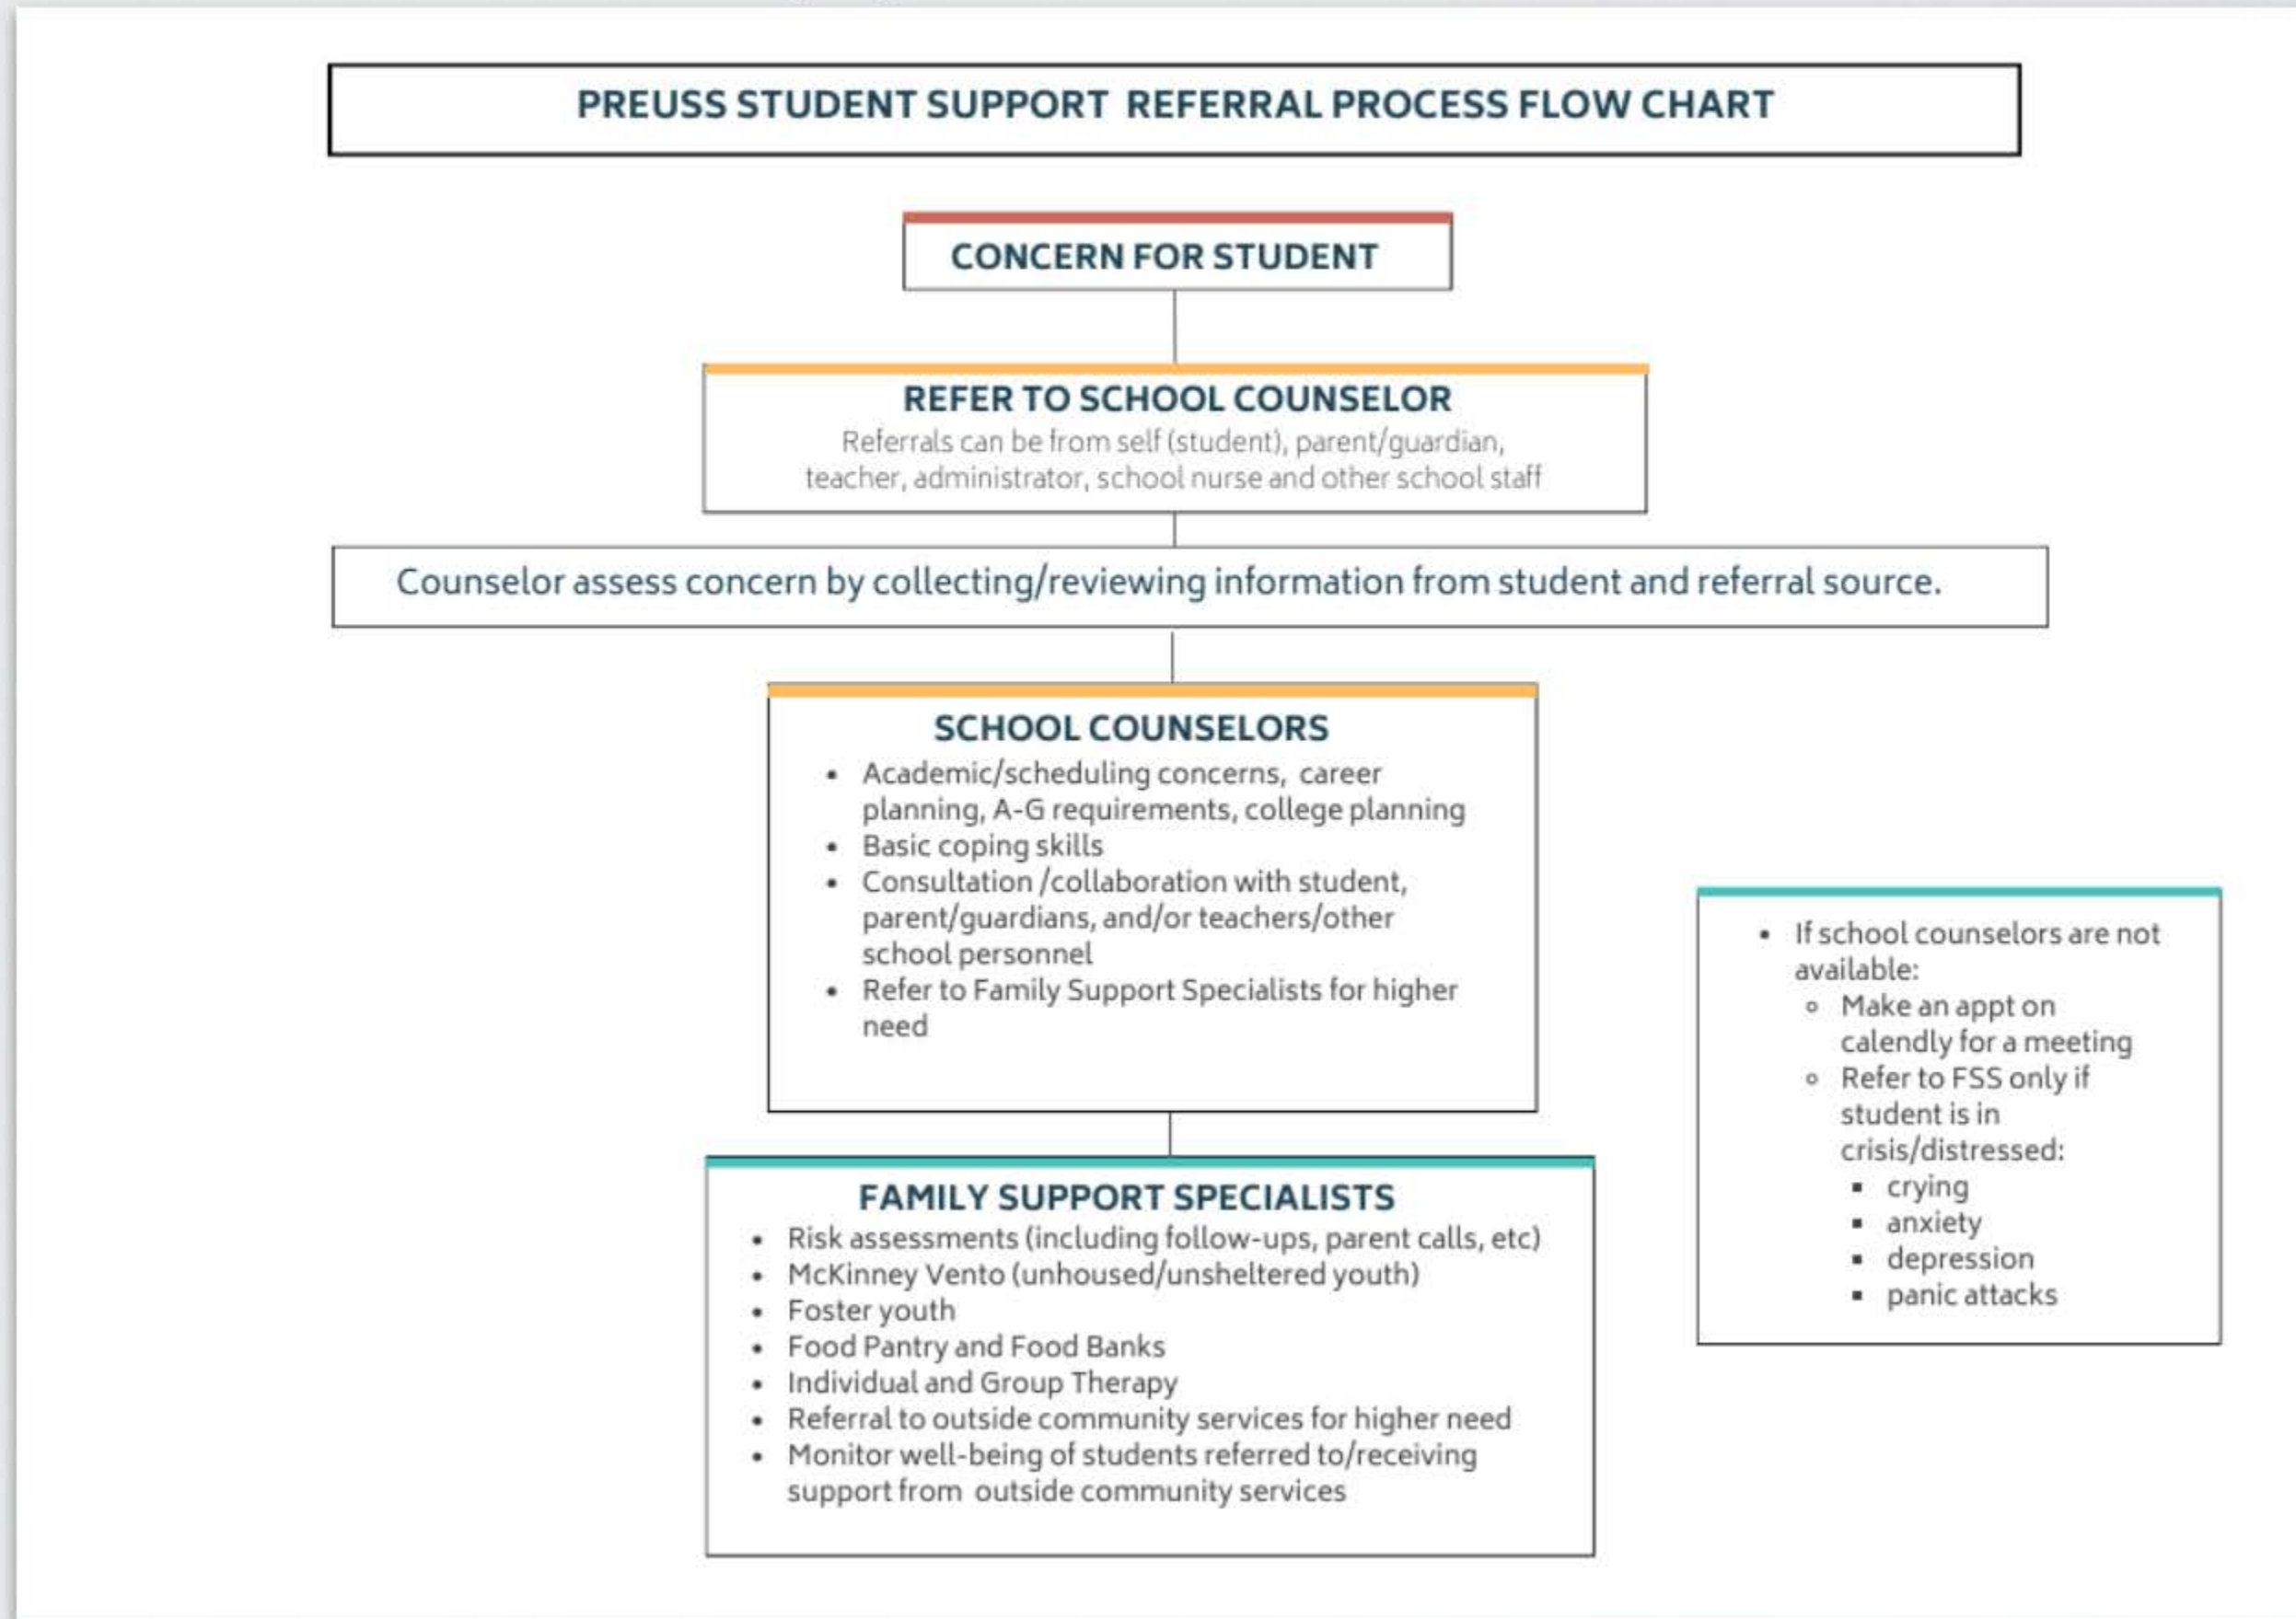 PREUSS STUDENT SUPPORT REFERRAL PROCESS FLOW CHART
CONCERN FOR STUDENT
REFER TO SCHOOL COUNSELOR
Referrals can be from self (student), parent/guardian,
teacher, administrator, school nurse and other school staff
Counselor assess concern by collecting/reviewing information from student and referral source.
SCHOOL COUNSELORS
• Academic/scheduling concerns, career
planning, A-G requirements, college planning
• Basic coping skills
• Consultation /collaboration with student,
parent/guardians, and/or teachers/other
school personnel
• Refer to Family Support Specialists for higher
need
FAMILY SUPPORT SPECIALISTS
• Risk assessments (including follow-ups, parent calls, etc)
• McKinney Vento (unhoused/unsheltered youth)
• Foster youth
• Food Pantry and Food Banks
• Individual and Group Therapy
• Referral to outside community services for higher need
• Monitor well-being of students referred to/receiving
support from outside community services
• If school counselors are not
available:
◦ Make an appt on
calendly for a meeting
◦ Refer to FSS only if
student is in
crisis/distressed:
▪ crying
▪ anxiety
▪ depression
▪ panic attacks